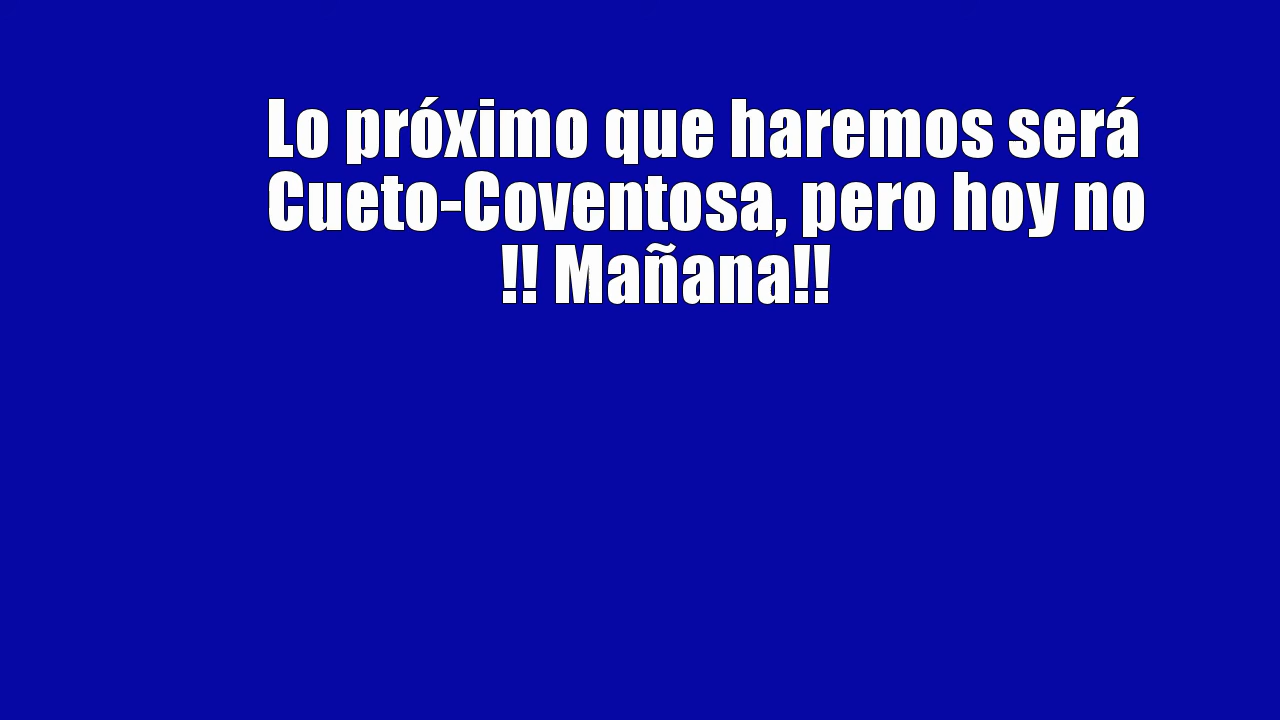 Lo próximo que haremos será
Cueto-Coventosa, pero hoy no
!! Mañana!!